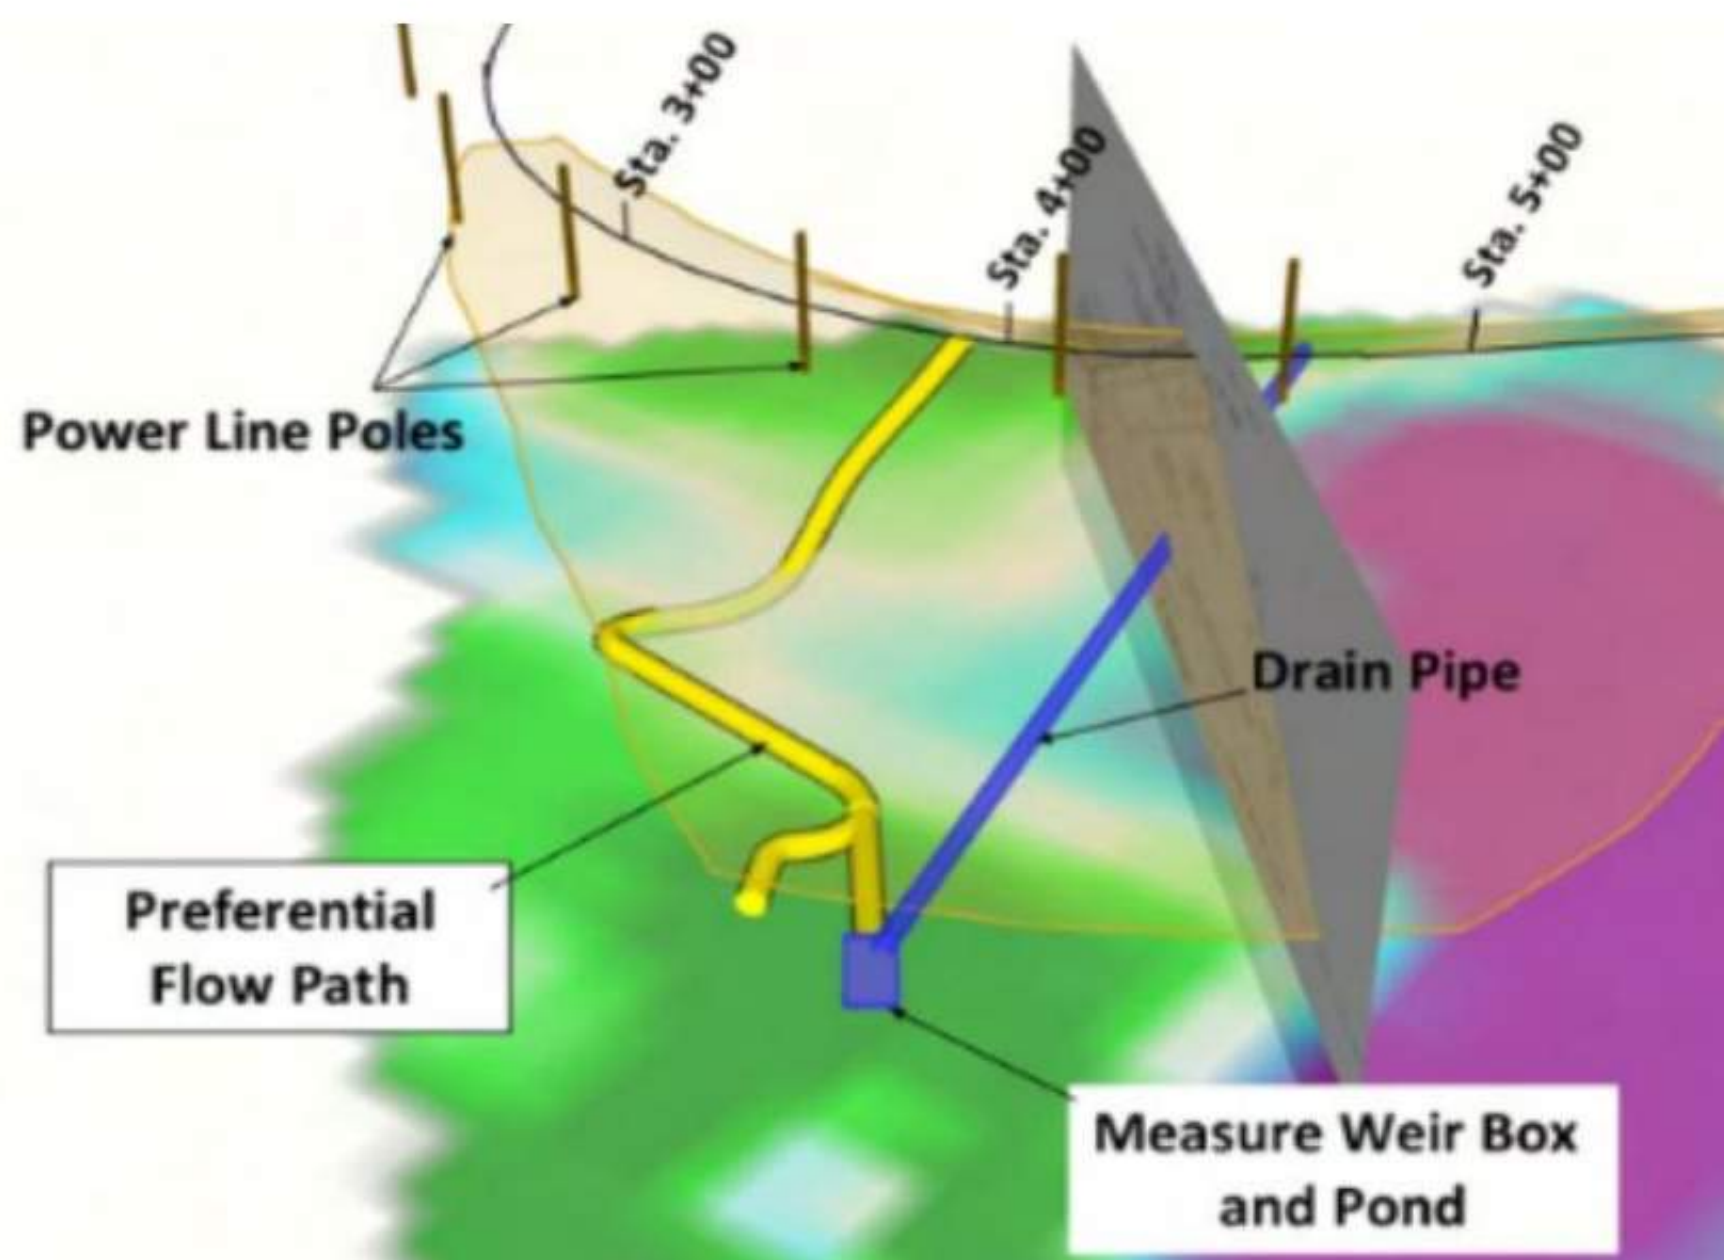 Sta. 3+00
Sta. 4+00
Sta. 5+00
Power Line Poles
Drain Pipe
Preferential
Flow Path
Measure Weir Box
and Pond